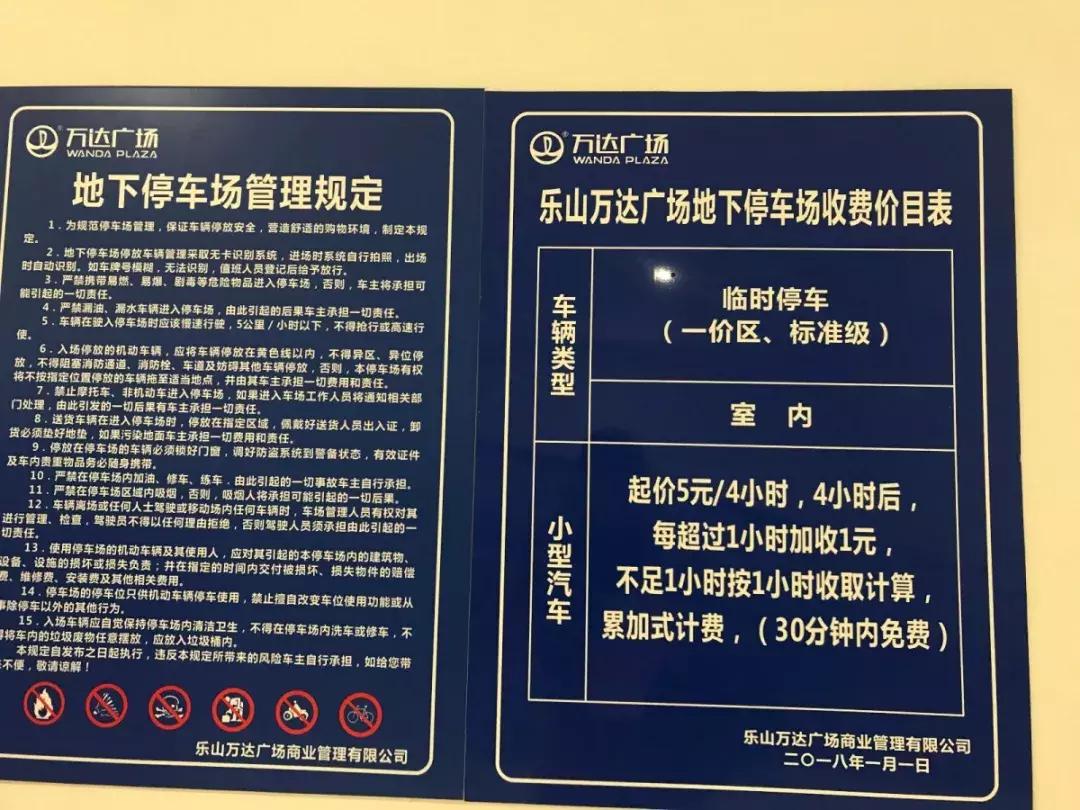 万达广场
WANDA PLAZA
地下停车场管理规定
1．为规范停车场管理，保证车辆停放安全，营造舒适的购物环境，制定本规
定。
2．地下停车场停放车辆管理采取无卡识别系统，进场时系统自行拍照，出场
时自动识别。如车牌号模糊，无法识别，值班人员登记后给予放行。
3．严禁携带易燃、易爆、剧毒等危险物品进入停车场，否则，车主将承担可
能引起的一切责任。
4．严禁漏油、漏水车辆进入停车场，由此引起的后果车主承担一切责任。
5．车辆在驶入停车场时应该慢速行驶，5公里／小时以下，不得抢行或高速行
使。
6．入场停放的机动车辆，应将车辆停放在黄色线以内，不得异区、异位停
放，不得阻塞消防通道、消防栓、车道及妨碍其他车辆停放，否则，本停车场有权
将不按指定位置停放的车辆拖至适当地点，并由其车主承担一切费用和责任。
7．禁止摩托车、非机动车进入停车场，如果进入车场工作人员将通知相关部
门处理，由此引发的一切后果有车主承担一切责任。
8．送货车辆在进入停车场时，停放在指定区域，佩戴好送货人员出入证，卸
货必须垫好地垫，如果污染地面车主承担一切费用和责任。
9．停放在停车场的车辆必须锁好门窗，调好防盗系统到警备状态，有效证件
及车内贵重物品务必随身携带。
10．严禁在停车场内加油、修车、练车．由此引起的一切事故车主自行承担。
11．严禁在停车场区域内吸烟，否则，吸烟人将承担可能引起的一切后果。
12．车辆离场或任何人士驾驶或移动场内任何车辆时，车场管理人员有权对其
进行管理、检查，驾驶员不得以任何理由拒绝，否则驾驶人员须承担由此引起的一
切责任。
13．使用停车场的机动车辆及其使用人，应对其引起的本停车场内的建筑物、
设备、设施的损坏或损失负责；并在指定的时间内交付被损坏、损失物件的赔偿
费、维修费、安装费及其他相关费用。
14．停车场的停车位只供机动车辆停车使用，禁止擅自改变车位使用功能或从
事除停车以外的其他行为。
15．入场车辆应自觉保持停车场内清洁卫生，不得在停车场内洗车或修车，不
得将车内的垃圾废物任意摆放，应放入垃圾桶内。
本规定自发布之日起执行，违反本规定所带来的风险车主自行承担，如给您带
来不便，敬请谅解！
乐山万达广场商业管理有限公司
万达广场
WANDA PLAZA
乐山万达广场地下停车场收费价目表
车辆类型
临时停车
（一价区、标准级）
室 内
小型汽车
起价5元/4小时，4小时后，
每超过1小时加收1元，
不足1小时按1小时收取计算，
累加式计费，（30分钟内免费）
乐山万达广场商业管理有限公司
二〇一八年一月一日